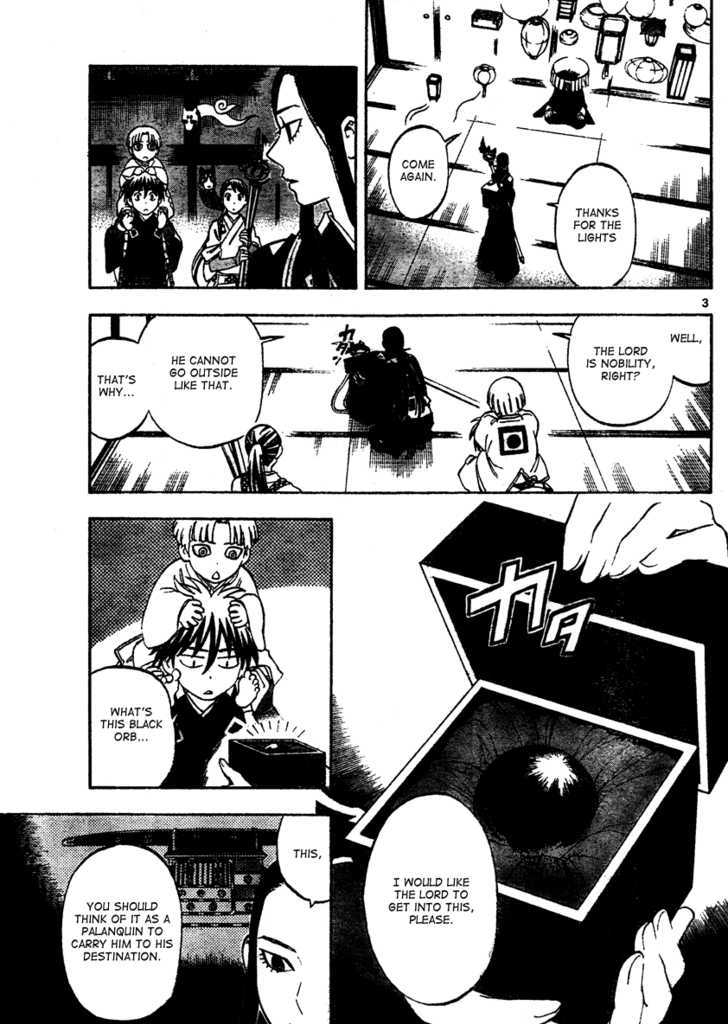 THANKS
FOR THE
LIGHTS
COME
AGAIN.
3
WELL,
THE LORD
IS NOBILITY,
RIGHT?
カタ
HE CANNOT
GO OUTSIDE
LIKE THAT.
THAT'S
WHY...
カタ
I WOULD LIKE
THE LORD TO
GET INTO THIS,
PLEASE.
WHAT'S
THIS BLACK
ORB...
THIS,
YOU SHOULD
THINK OF IT AS A
PALANQUIN TO
CARRY HIM TO HIS
DESTINATION.